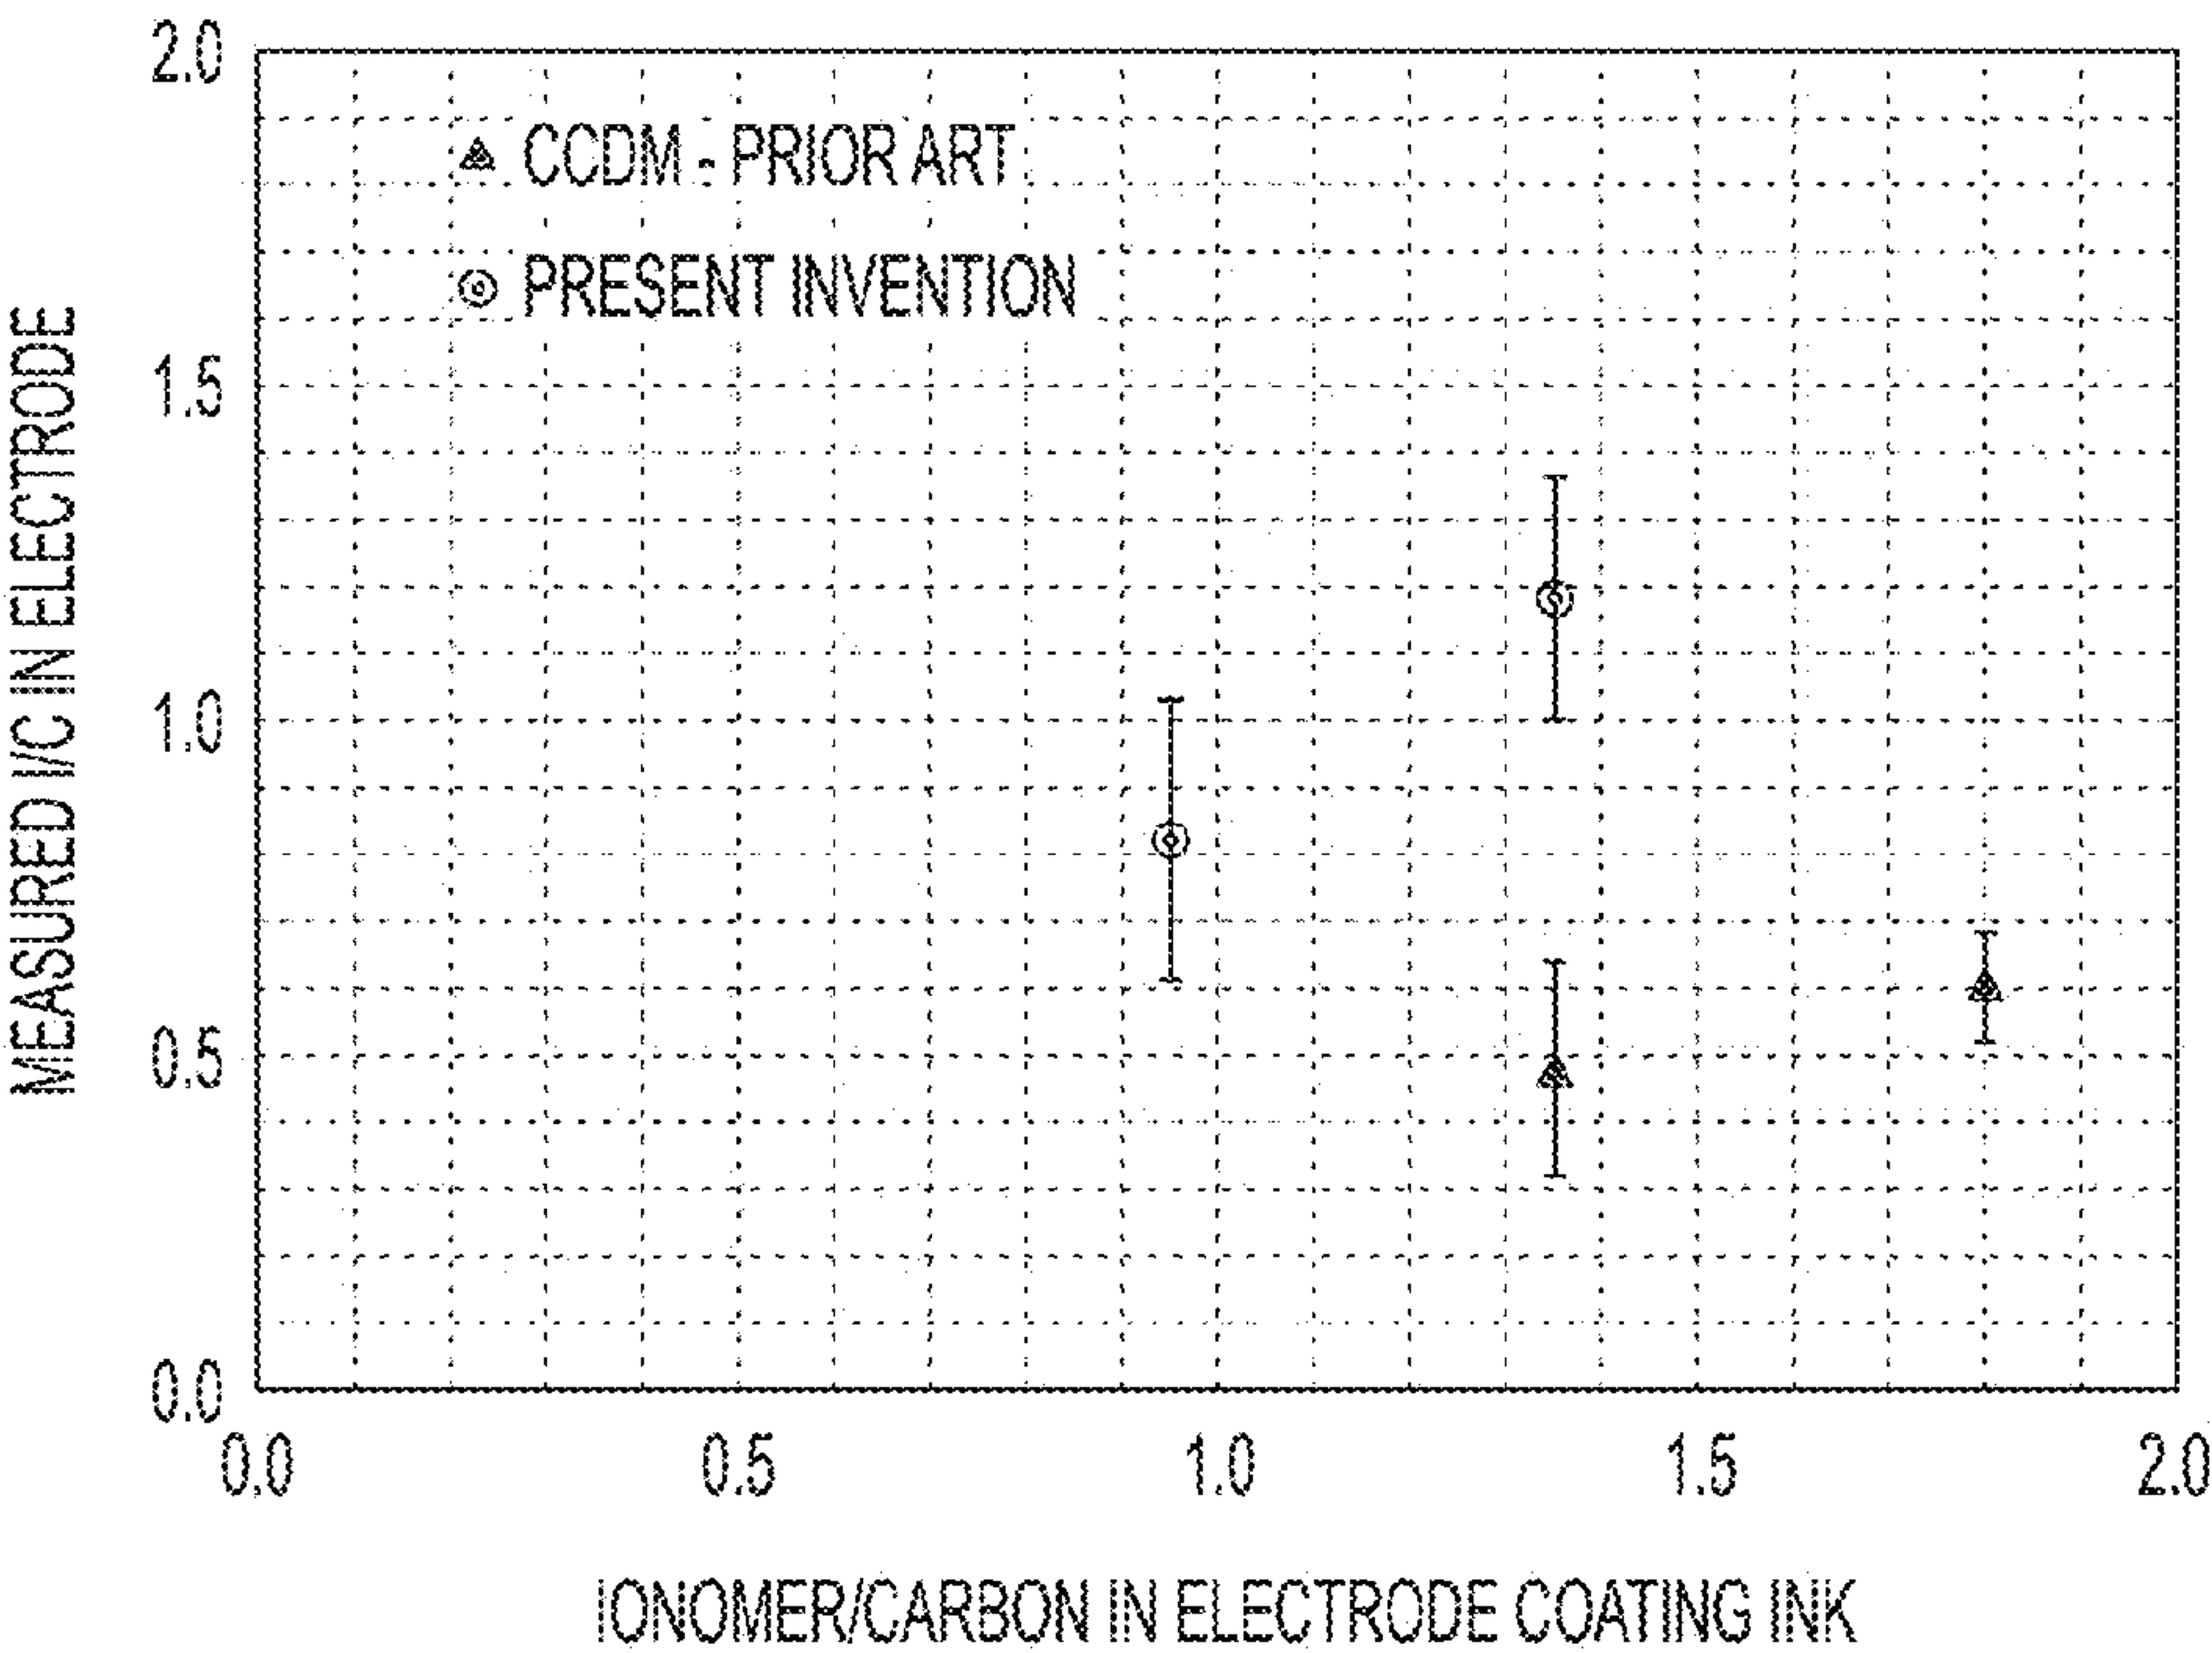 2.0
CCDM - PRIOR ART
PRESENT INVENTION
1.5
1.0
0.5
0.0
MEASURED I/C IN ELECTRODE
0.0 0.5 1.0 1.5 2.0
IONOMER/CARBON IN ELECTRODE COATING INK